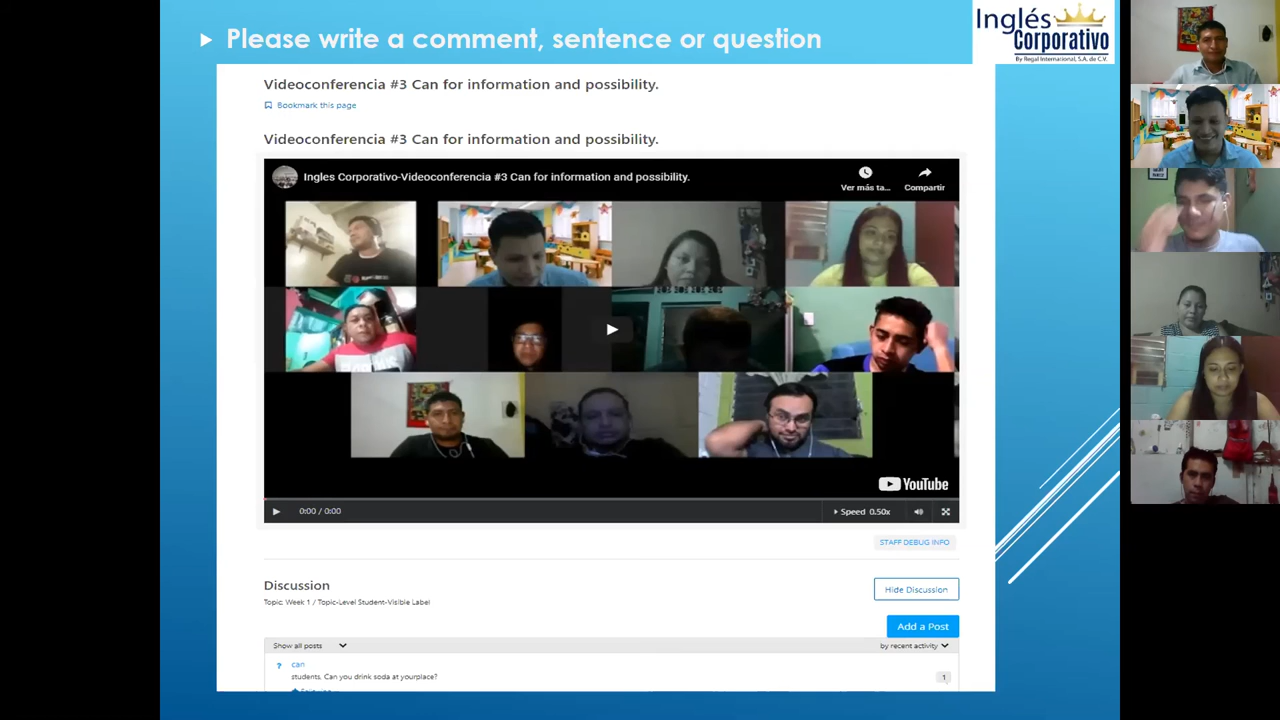 Please write a comment, sentence or question
Inglés
Corporativo
By Regal International, S.A. de C.V.
Videoconferencia #3 Can for information and possibility.
Bookmark this page
Videoconferencia #3 Can for information and possibility.
Ingles Corporativo-Videoconferencia #3 Can for information and possibility.
Ver más ta...
Compartir
YouTube
0:00 / 0:00
Speed 0.50x
STAFF DEBUG INFO
Discussion
Hide Discussion
Topic: Week 1 / Topic-Level Student-Visible Label
Add a Post
Show all posts
by recent activity
can
students, Can you drink soda at yourplace?
1